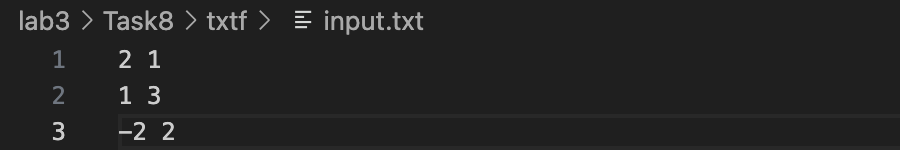 lab3 > Task8 > txtf > input.txt
1 2 1
2 1 3
3 -2 2